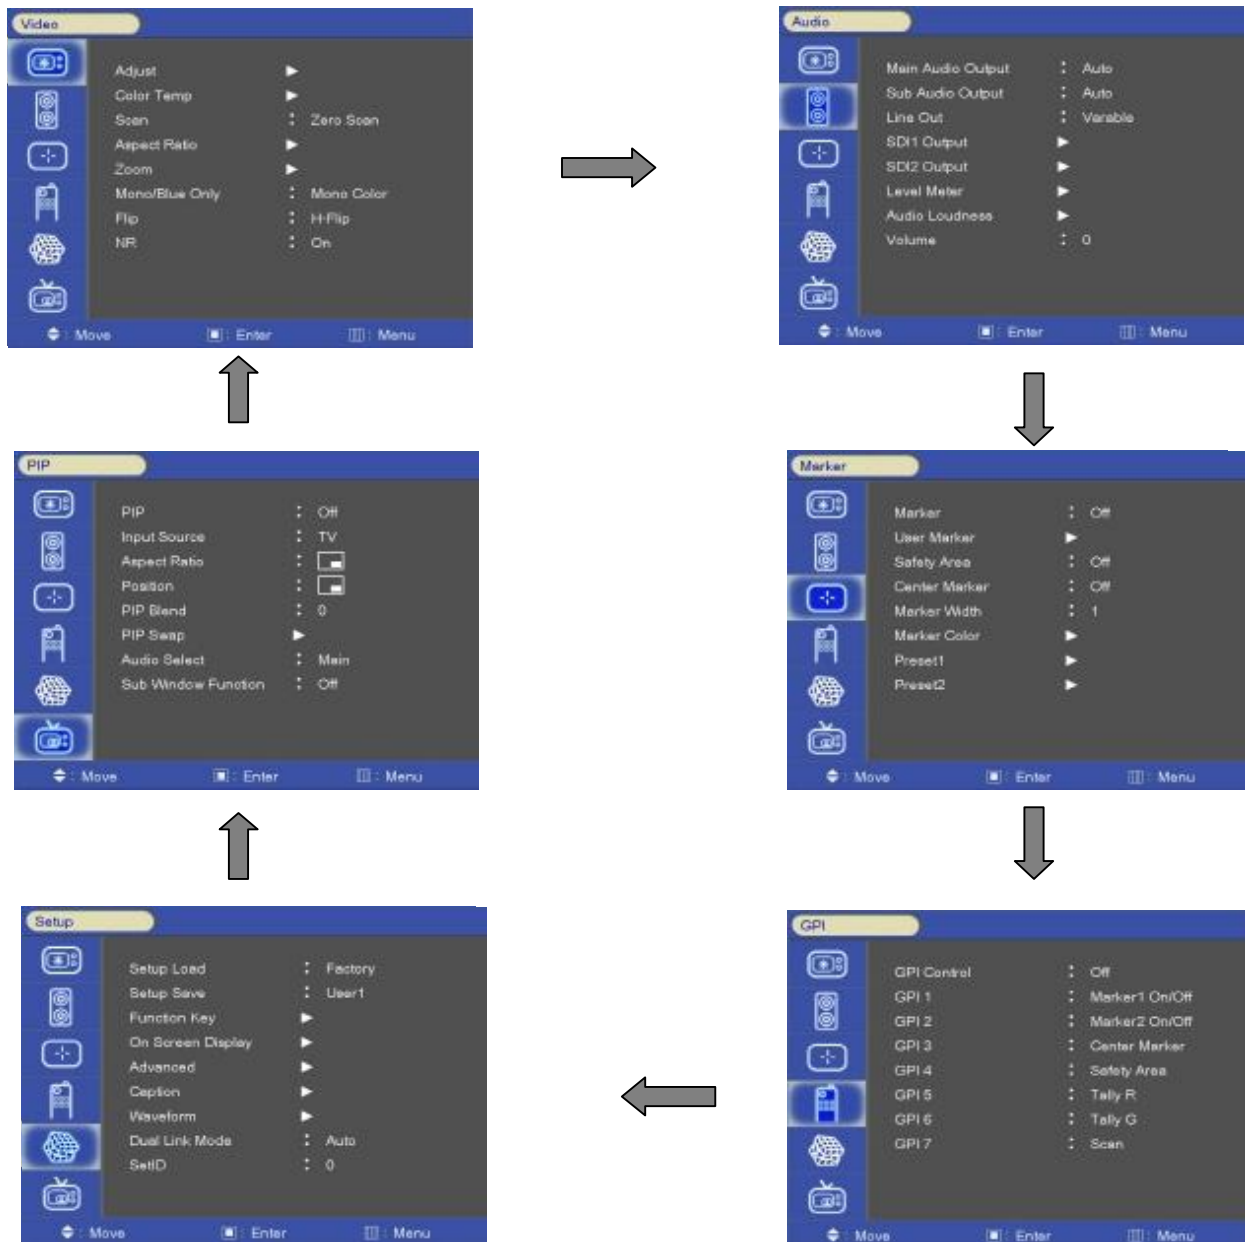 Video
Adjust
Color Temp
Scan : Zero Scan
Aspect Ratio
Zoom
Mono/Blue Only : Mono Color
Flip : H-Flip
NR : On
: Move : Enter : Menu
Audio
Main Audio Output : Auto
Sub Audio Output : Auto
Line Out : Varable
SDI1 Output
SDI2 Output
Level Meter
Audio Loudness
Volume : 0
: Move : Enter : Menu
PIP
PIP : Off
Input Source : TV
Aspect Ratio :
Position :
PIP Blend : 0
PIP Swap
Audio Select : Main
Sub Window Function : Off
: Move : Enter : Menu
Marker
Marker : Off
User Marker
Safety Area : Off
Center Marker : Off
Marker Width : 1
Marker Color
Preset1
Preset2
: Move : Enter : Menu
Setup
Setup Load : Factory
Setup Save : User1
Function Key
On Screen Display
Advanced
Caption
Waveform
Dual Link Mode : Auto
SetID : 0
: Move : Enter : Menu
GPI
GPI Control : Off
GPI 1 : Marker1 On/Off
GPI 2 : Marker2 On/Off
GPI 3 : Center Marker
GPI 4 : Safety Area
GPI 5 : Tally R
GPI 6 : Tally G
GPI 7 : Scan
: Move : Enter : Menu